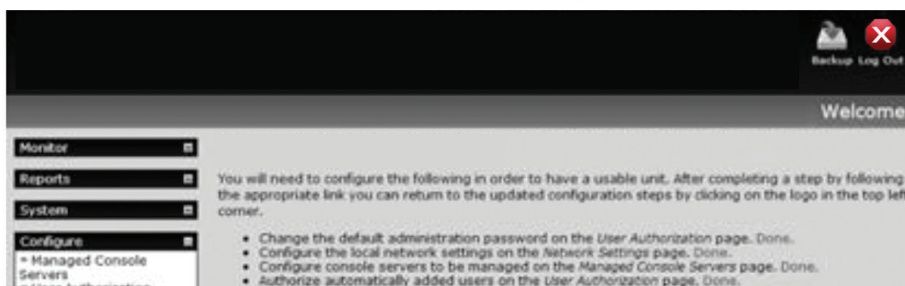 Backup Log Out
Welcome
Monitor
Reports
System
Configure
» Managed Console
Servers
» User Authorization
You will need to configure the following in order to have a usable unit. After completing a step by following
the appropriate link you can return to the updated configuration steps by clicking on the logo in the top left
corner.
• Change the default administration password on the User Authorization page. Done.
• Configure the local network settings on the Network Settings page. Done.
• Configure console servers to be managed on the Managed Console Servers page. Done.
• Authorize automatically added users on the User Authorization page. Done.